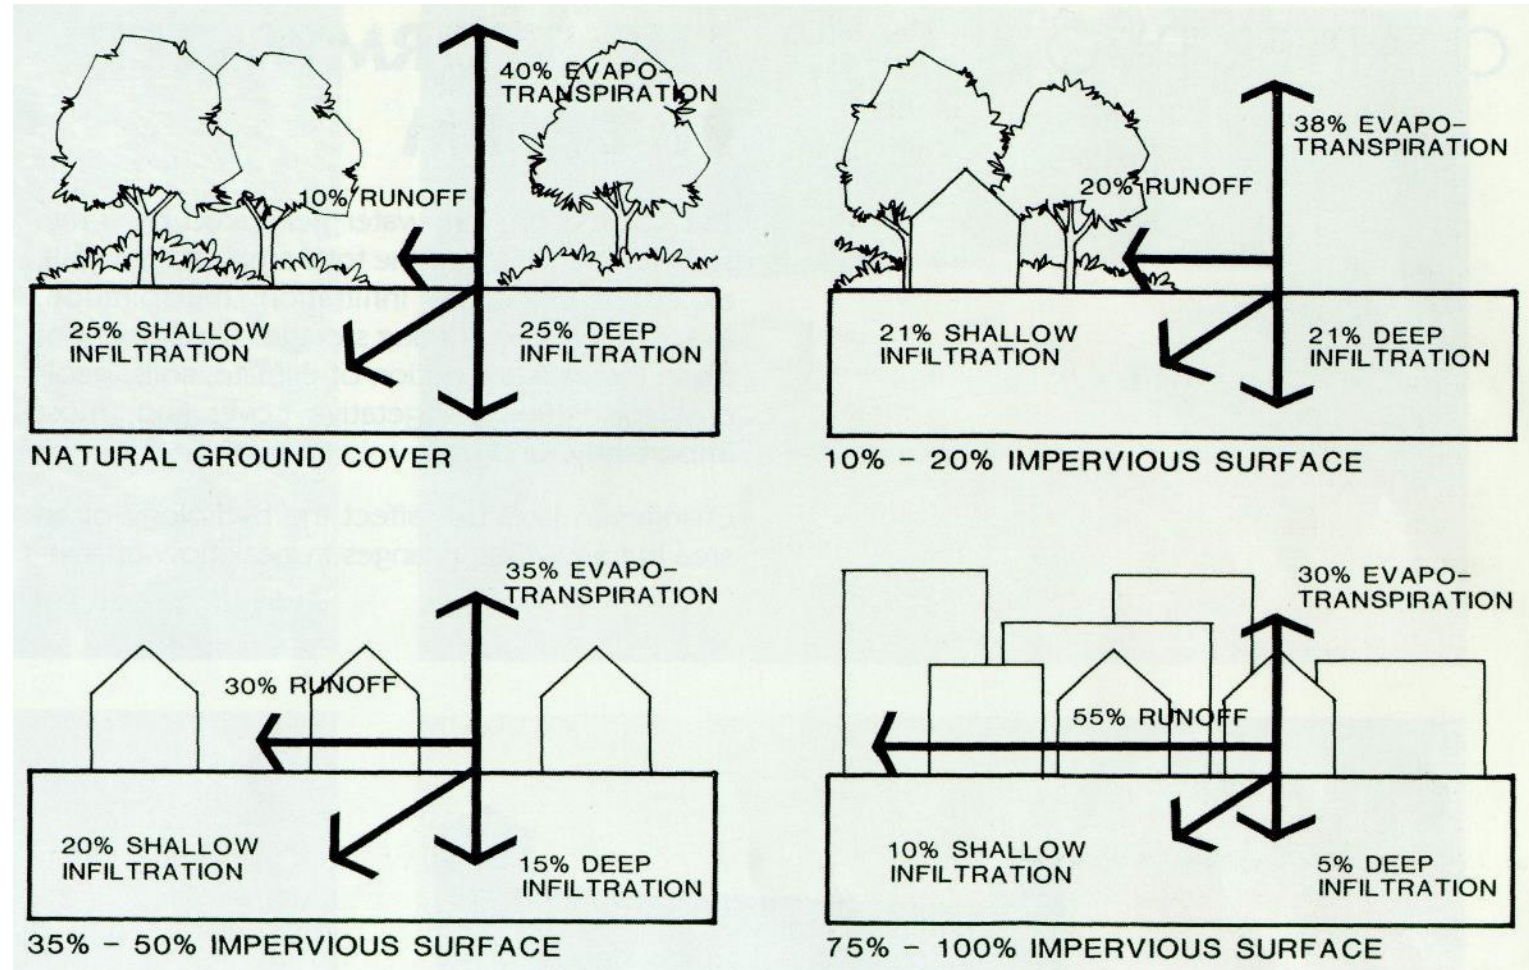 40% EVAPO-
TRANSPIRATION
10% RUNOFF
25% SHALLOW
INFILTRATION
25% DEEP
INFILTRATION
NATURAL GROUND COVER
38% EVAPO-
TRANSPIRATION
20% RUNOFF
21% SHALLOW
INFILTRATION
21% DEEP
INFILTRATION
10% - 20% IMPERVIOUS SURFACE
35% EVAPO-
TRANSPIRATION
30% RUNOFF
20% SHALLOW
INFILTRATION
15% DEEP
INFILTRATION
35% - 50% IMPERVIOUS SURFACE
30% EVAPO-
TRANSPIRATION
55% RUNOFF
10% SHALLOW
INFILTRATION
5% DEEP
INFILTRATION
75% - 100% IMPERVIOUS SURFACE